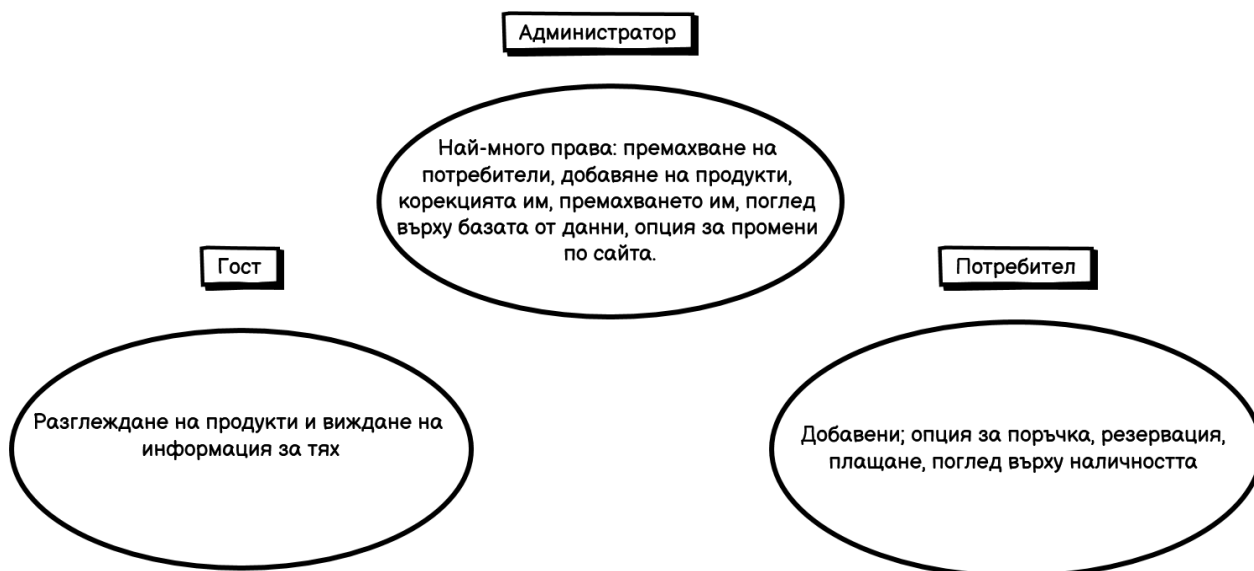 Администратор
Най-много права: премахване на
потребители, добавяне на продукти,
корекцията им, премахването им, поглед
върху базата от данни, опция за промени
по сайта.
Гост
Потребител
Разглеждане на продукти и виждане на
информация за тях
Добавени; опция за поръчка, резервация,
плащане, поглед върху наличността